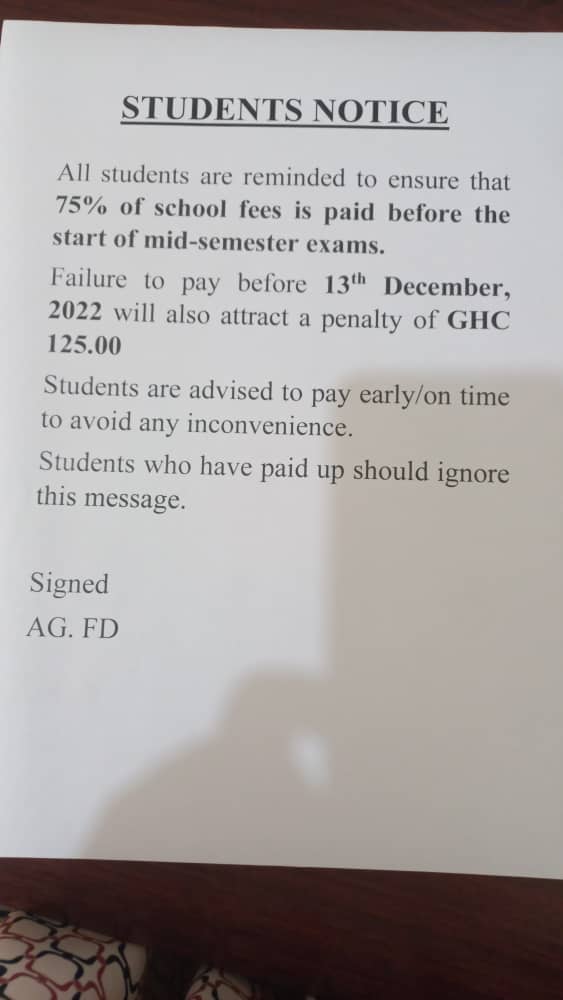 STUDENTS NOTICE
All students are reminded to ensure that
75% of school fees is paid before the
start of mid-semester exams.
Failure to pay before 13th December,
2022 will also attract a penalty of GHC
125.00
Students are advised to pay early/on time
to avoid any inconvenience.
Students who have paid up should ignore
this message.
Signed
AG. FD